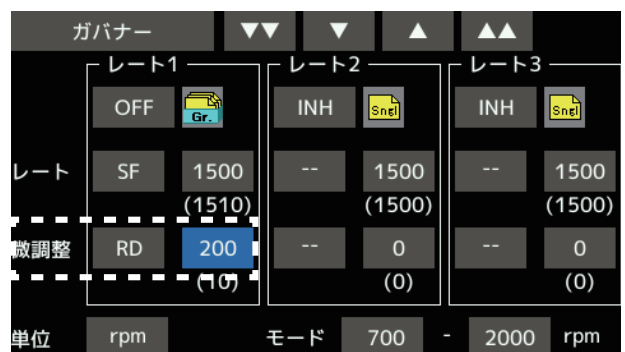 ガバナー ▼▼ ▼ ▲ ▲▲
レート1 レート2 レート3
OFF Gr. INH Sngl INH Sngl
レート SF 1500 -- 1500 -- 1500
(1510) (1500) (1500)
微調整 RD 200 -- 0 -- 0
(10) (0) (0)
単位 rpm モード 700 - 2000 rpm